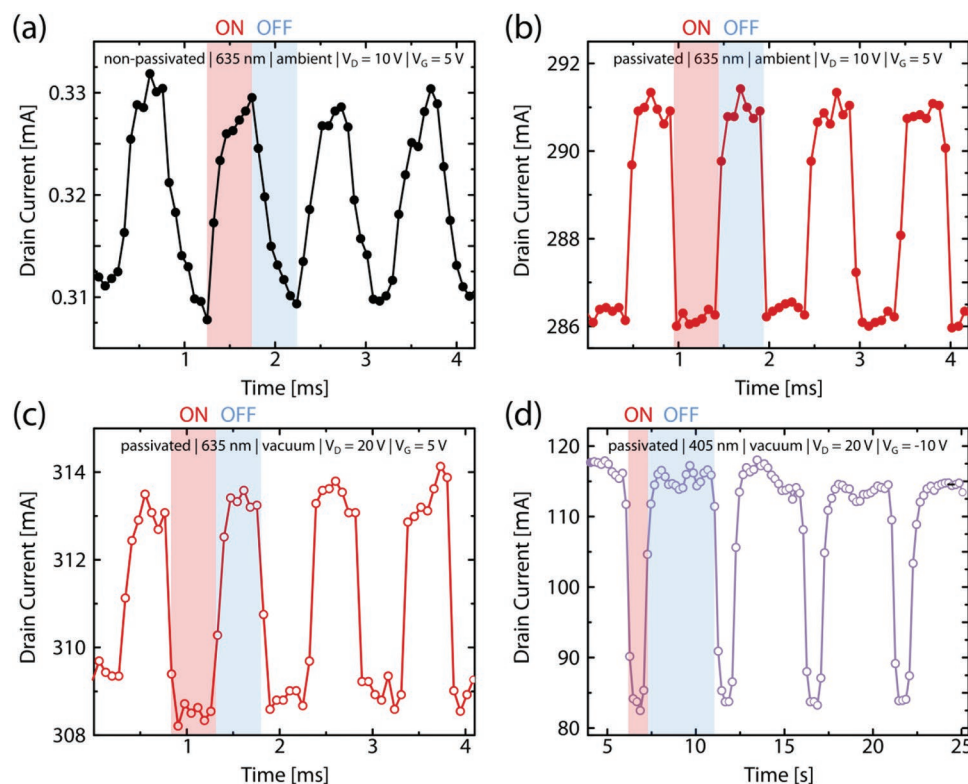 (a)
ON OFF
non-passivated | 635 nm | ambient | V_D = 10 V | V_G = 5 V
0.33
0.32
0.31
Drain Current [mA]
1 2 3 4
Time [ms]
(b)
ON OFF
passivated | 635 nm | ambient | V_D = 10 V | V_G = 5 V
292
290
288
286
Drain Current [mA]
1 2 3 4
Time [ms]
(c)
ON OFF
passivated | 635 nm | vacuum | V_D = 20 V | V_G = 5 V
314
312
310
308
Drain Current [mA]
1 2 3 4
Time [ms]
(d)
ON OFF
passivated | 405 nm | vacuum | V_D = 20 V | V_G = -10 V
120
110
100
90
80
Drain Current [mA]
5 10 15 20 25
Time [s]